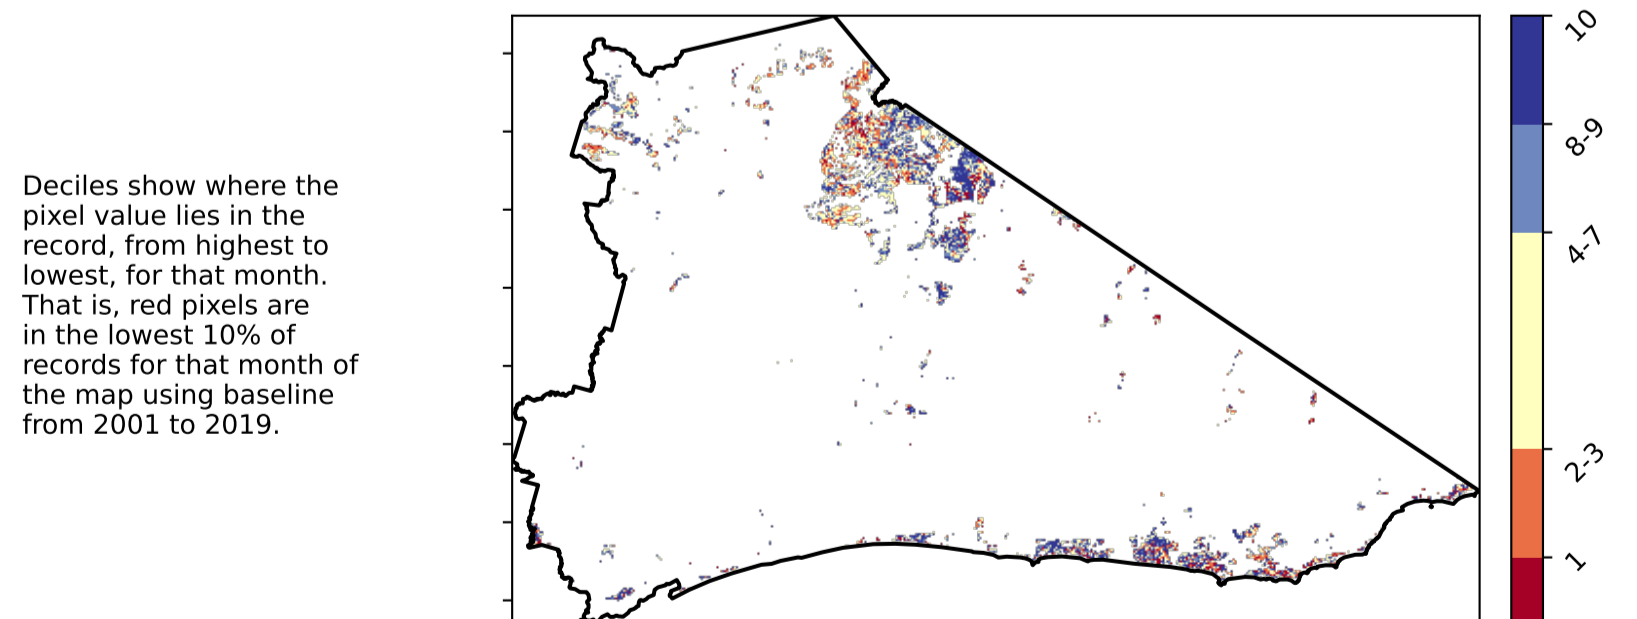 Deciles show where the
pixel value lies in the
record, from highest to
lowest, for that month.
That is, red pixels are
in the lowest 10% of
records for that month of
the map using baseline
from 2001 to 2019.
10
8-9
4-7
2-3
1